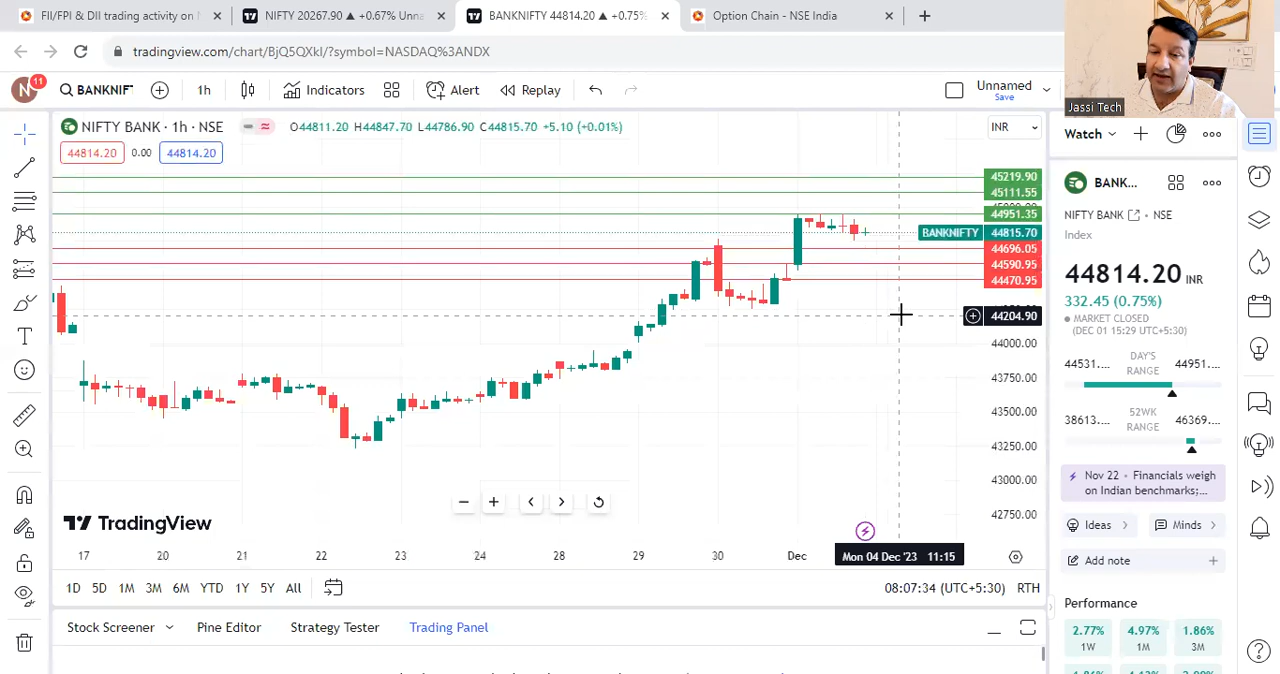 FII/FPI & DII trading activity on
NIFTY 20267.90 ▲ +0.67% Unna
BANKNIFTY 44814.20 ▲ +0.75%
Option Chain - NSE India
tradingview.com/chart/BjQ5QXkI/?symbol=NASDAQ%3ANDX
N 11
BANKNIF
1h
Indicators
Alert
Replay
Unnamed
Save
Jassi Tech
NIFTY BANK · 1h · NSE
O44811.20 H44847.70 L44786.90 C44815.70 +5.10 (+0.01%)
INR
44814.20 0.00 44814.20
45219.90
45111.55
44951.35
BANKNIFTY 44815.70
44696.05
44590.95
44470.95
44204.90
44000.00
43750.00
43500.00
43250.00
43000.00
42750.00
TradingView
17 20 21 22 23 24 28 29 30 Dec
Mon 04 Dec '23 11:15
1D 5D 1M 3M 6M YTD 1Y 5Y All
08:07:34 (UTC+5:30) RTH
Stock Screener
Pine Editor
Strategy Tester
Trading Panel
Watch
BANK...
NIFTY BANK · NSE
Index
44814.20 INR
332.45 (0.75%)
MARKET CLOSED
(DEC 01 15:29 UTC+5:30)
44531.... DAY'S RANGE 44951....
38613.... 52WK RANGE 46369....
Nov 22 · Financials weigh
on Indian benchmarks;...
Ideas
Minds
Add note
Performance
2.77% 4.97% 1.86%
1W 1M 3M